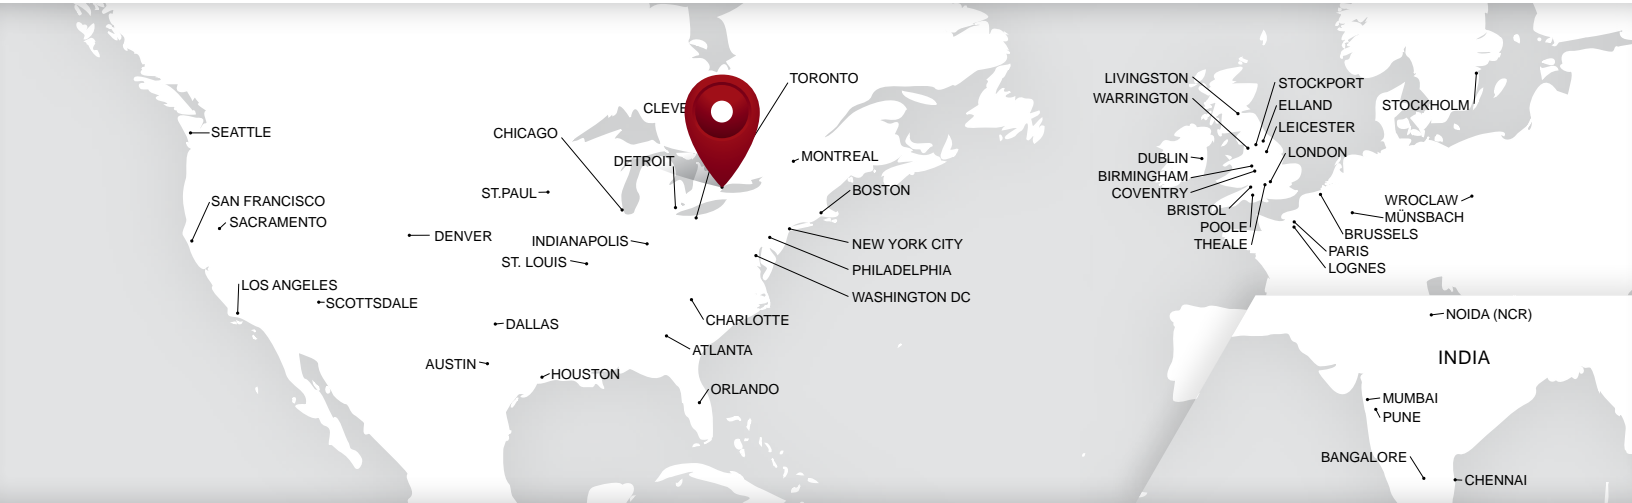 TORONTO
CLEVE
CHICAGO
SEATTLE
DETROIT
MONTREAL
ST.PAUL
BOSTON
SAN FRANCISCO
SACRAMENTO
DENVER
INDIANAPOLIS
NEW YORK CITY
ST. LOUIS
PHILADELPHIA
LOS ANGELES
SCOTTSDALE
WASHINGTON DC
DALLAS
CHARLOTTE
ATLANTA
AUSTIN
HOUSTON
ORLANDO
LIVINGSTON
STOCKPORT
WARRINGTON
ELLAND
STOCKHOLM
LEICESTER
DUBLIN
LONDON
BIRMINGHAM
COVENTRY
BRISTOL
WROCLAW
MÜNSBACH
POOLE
BRUSSELS
THEALE
PARIS
LOGNES
NOIDA (NCR)
INDIA
MUMBAI
PUNE
BANGALORE
CHENNAI